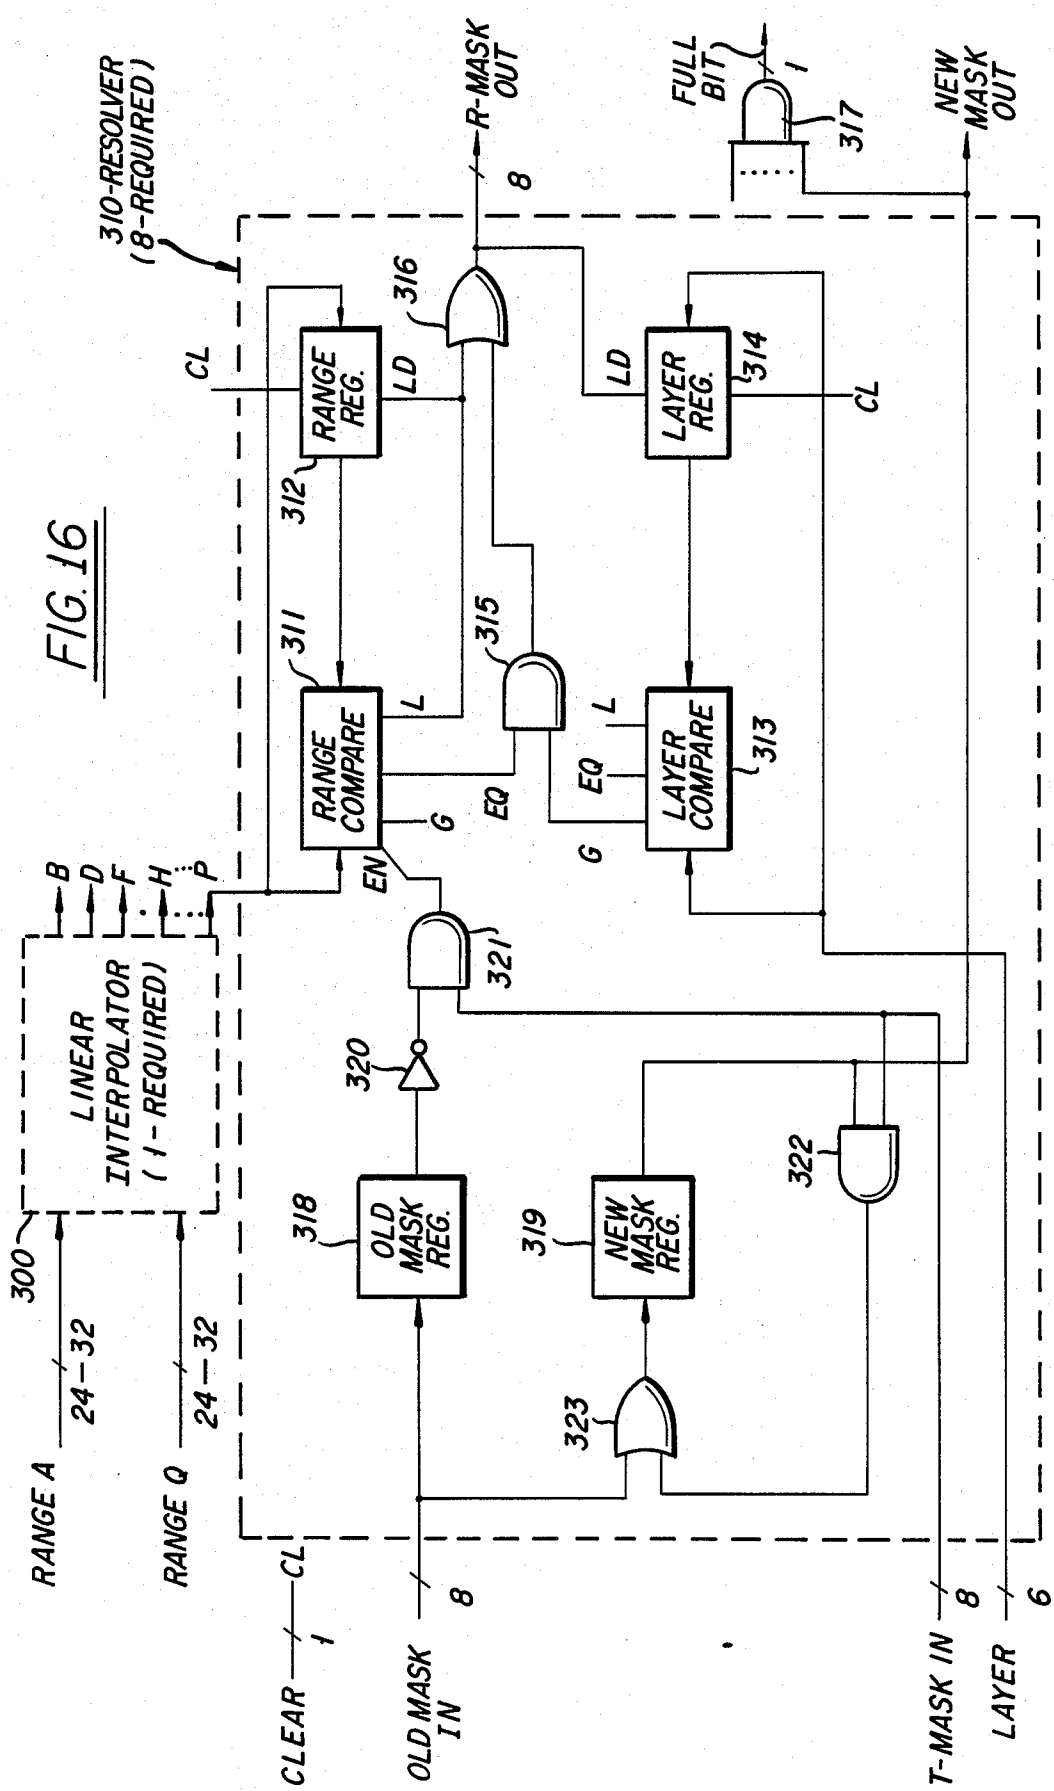 FIG. 16
RANGE A
24-32
RANGE Q
24-32
300
LINEAR
INTERPOLATOR
(1-REQUIRED)
B
D
F
H
P
310-RESOLVER
(8-REQUIRED)
CLEAR
1
CL
CL
RANGE
COMPARE
311
EN
G
EQ
L
RANGE
REG.
312
LD
316
R-MASK
OUT
8
OLD MASK
IN
8
318
OLD
MASK
REG.
320
321
315
323
319
NEW
MASK
REG.
G
EQ
L
LAYER
COMPARE
313
LD
LAYER
REG.
314
CL
322
FULL
BIT
1
317
NEW
MASK
OUT
T-MASK IN
8
LAYER
6